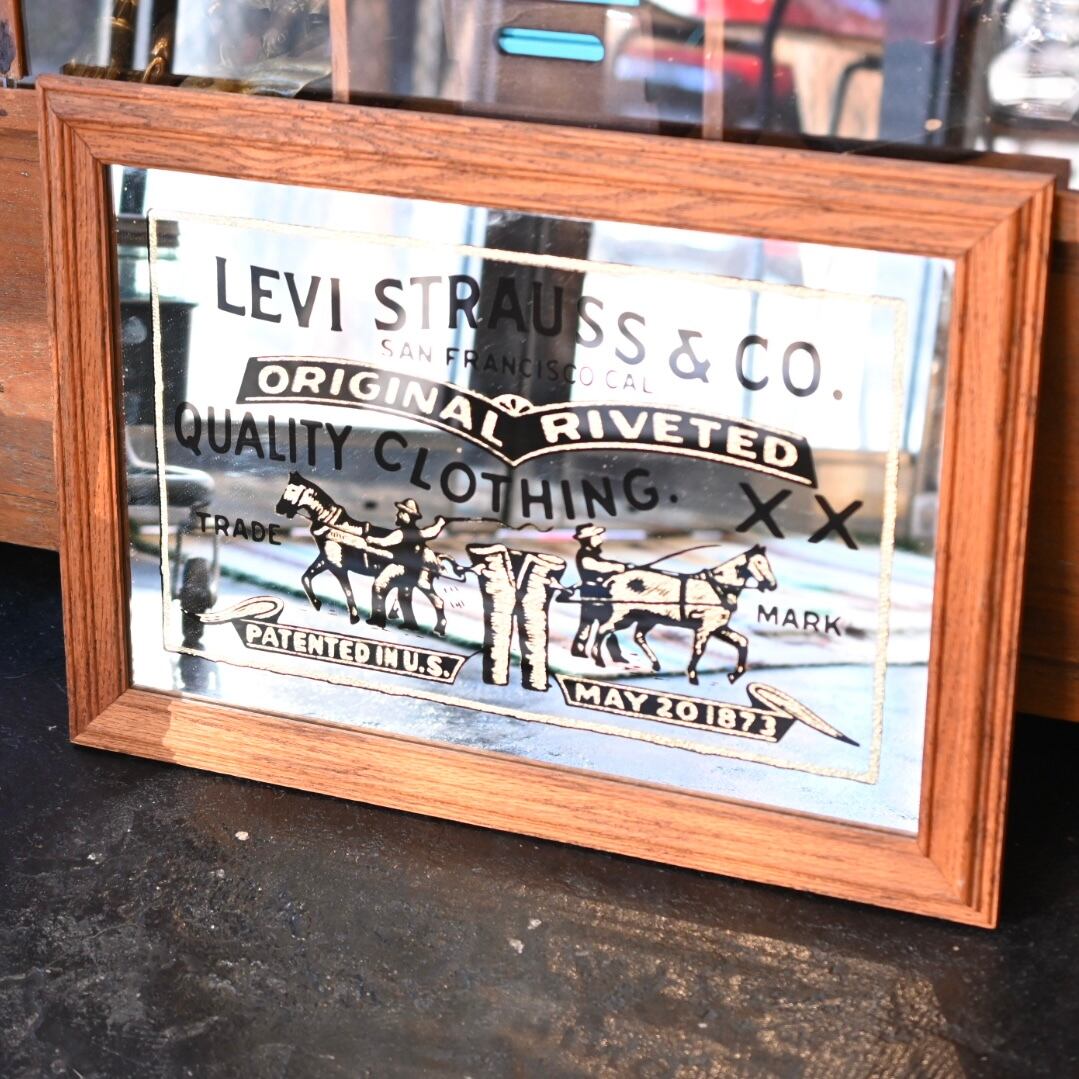 LEVI STRAUSS & CO.
SAN FRANCISCO CAL
ORIGINAL RIVETED
QUALITY CLOTHING.
XX
TRADE MARK
PATENTED IN U.S.
MAY 20 1873